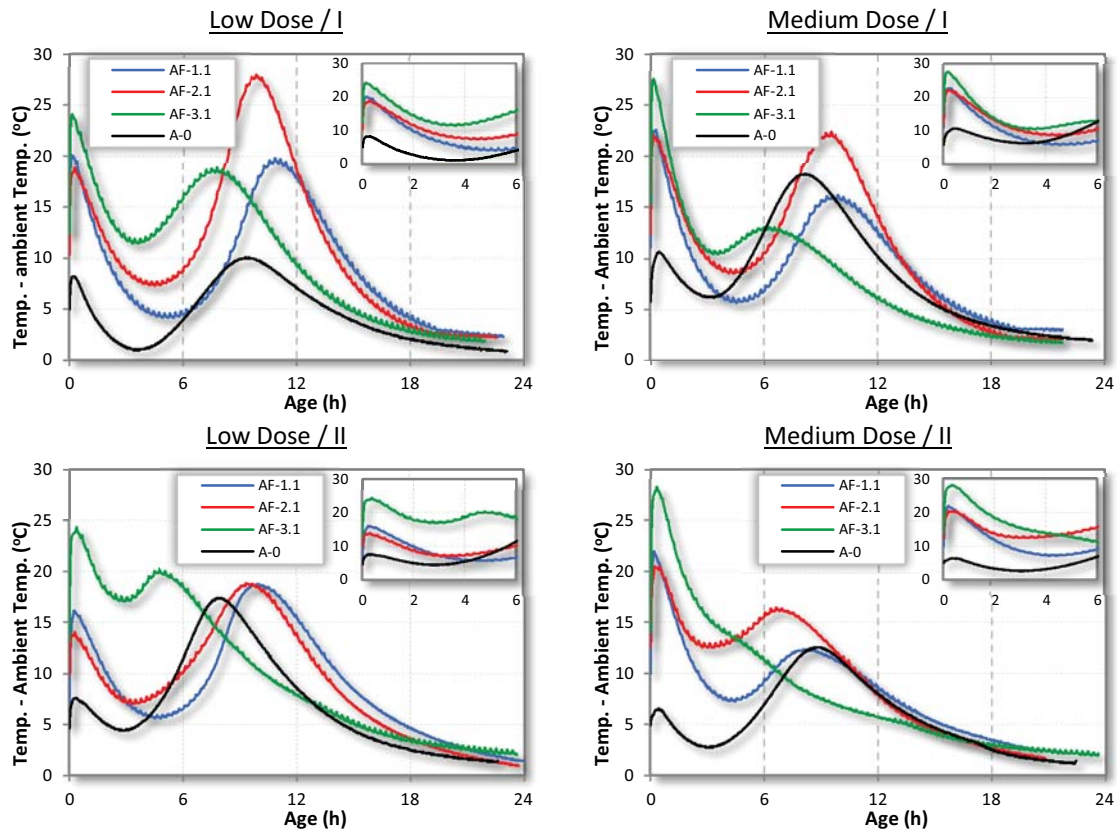 Low Dose / I
Temp. - ambient Temp. (ºC)
30
25
20
15
10
5
0
AF-1.1
AF-2.1
AF-3.1
A-0
30
20
10
0
0 2 4 6
0 6 12 18 24
Age (h)
Medium Dose / I
Temp. - Ambient Temp. (ºC)
30
25
20
15
10
5
0
AF-1.1
AF-2.1
AF-3.1
A-0
30
20
10
0
0 2 4 6
0 6 12 18 24
Age (h)
Low Dose / II
Temp. - Ambient Temp. (ºC)
30
25
20
15
10
5
0
AF-1.1
AF-2.1
AF-3.1
A-0
30
20
10
0
0 2 4 6
0 6 12 18 24
Age (h)
Medium Dose / II
Temp. - Ambient Temp. (ºC)
30
25
20
15
10
5
0
AF-1.1
AF-2.1
AF-3.1
A-0
30
20
10
0
0 2 4 6
0 6 12 18 24
Age (h)